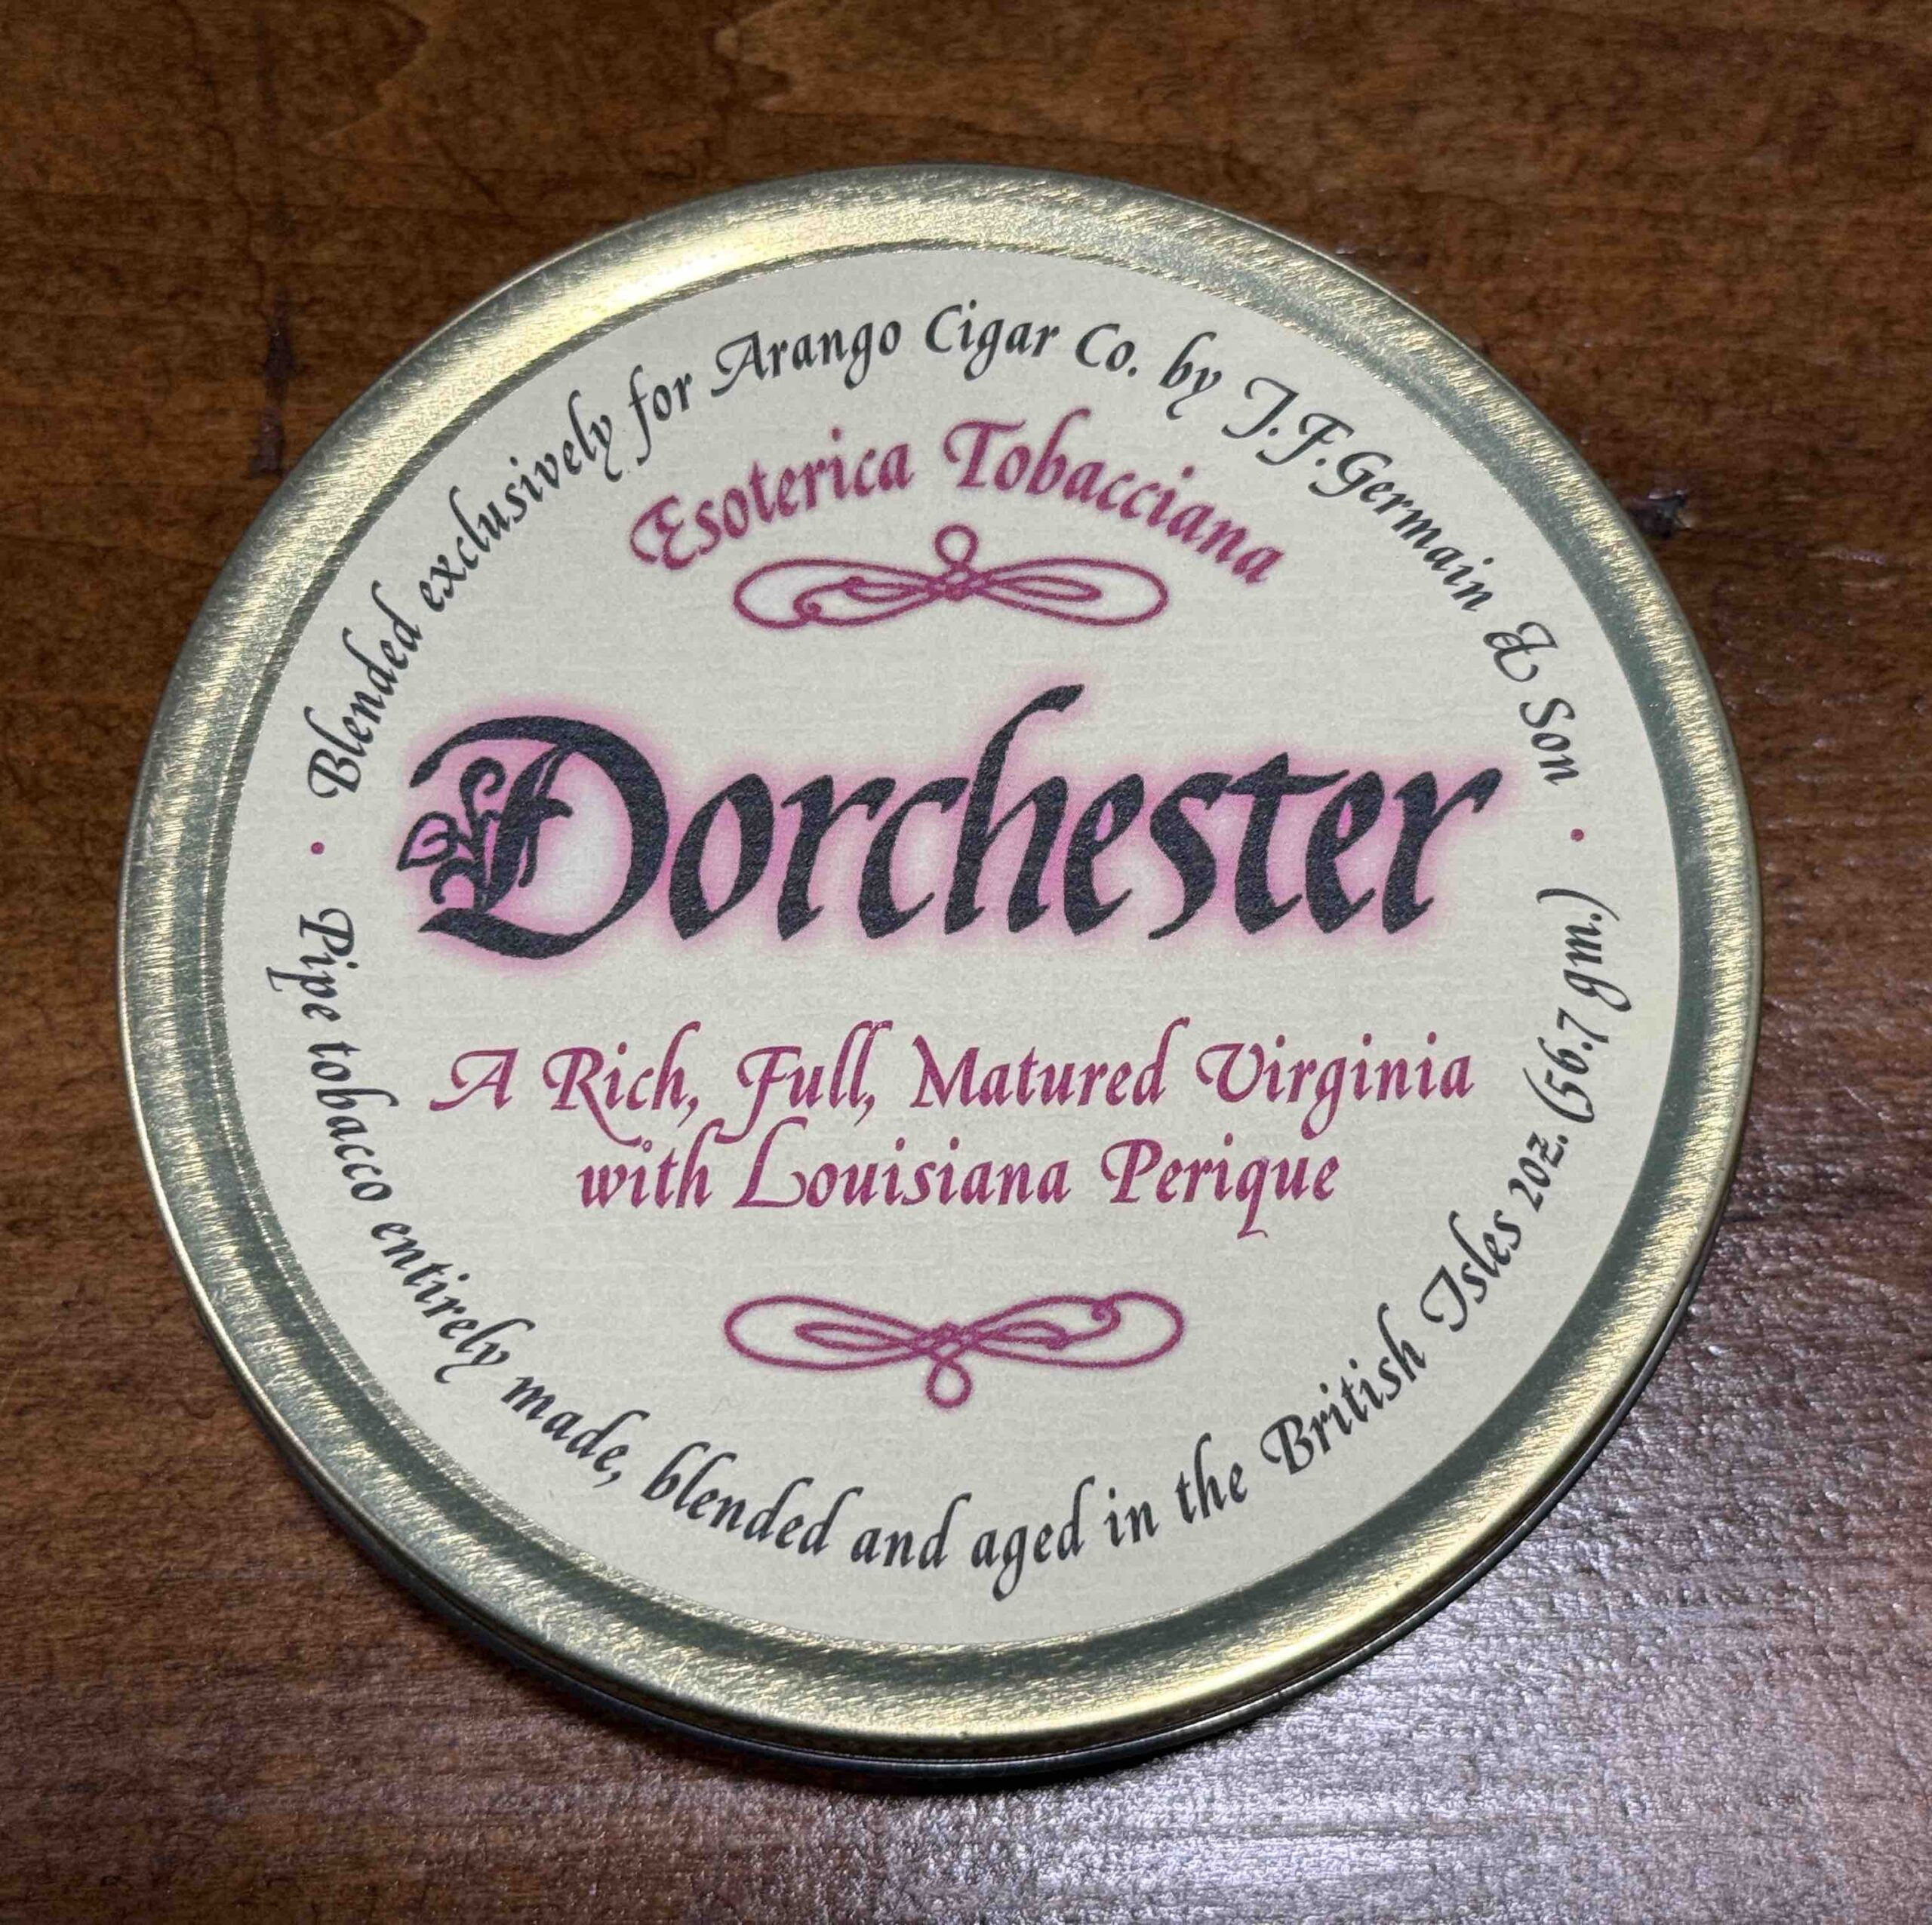 Blended exclusively for Arango Cigar Co. by J.F.Germain & Son
Esoterica Tobacciana
Dorchester
A Rich, Full, Matured Virginia
with Louisiana Perique
Pipe tobacco entirely made, blended and aged in the British Isles 2oz.(56.7 gm.)